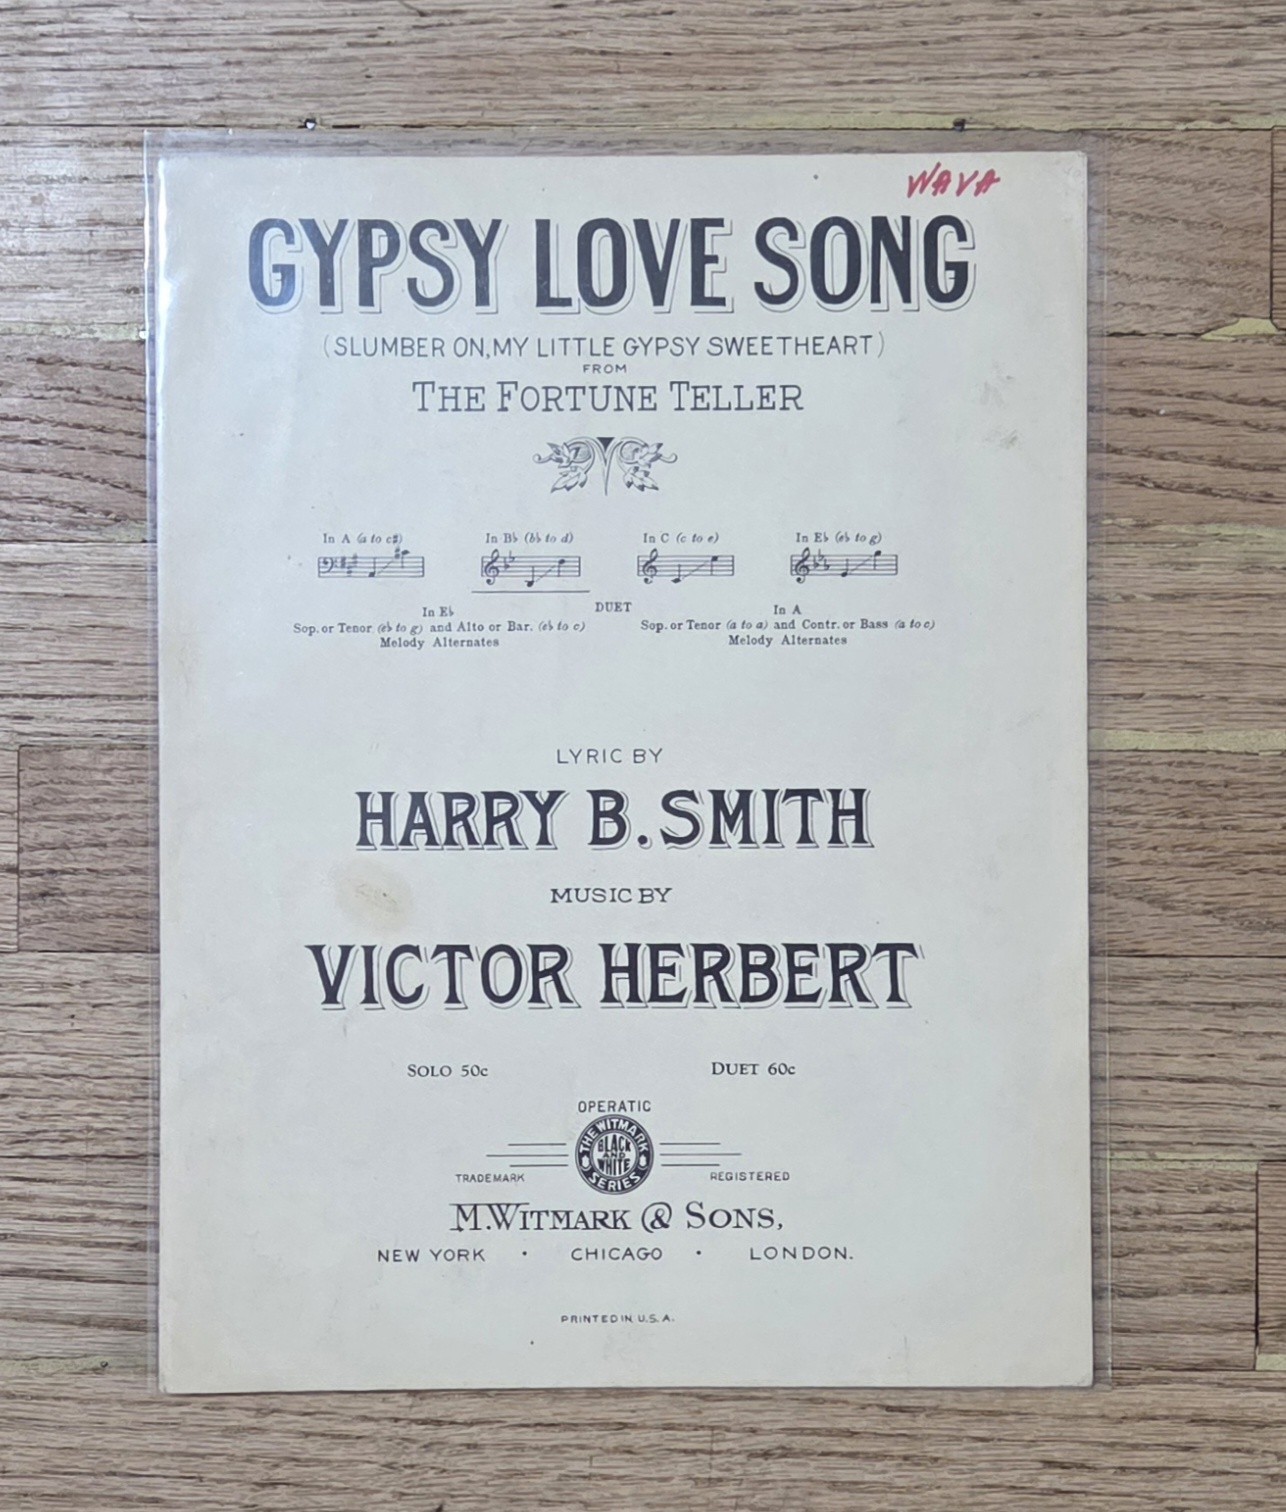 WAVA
GYPSY LOVE SONG
(SLUMBER ON, MY LITTLE GYPSY SWEETHEART)
FROM
THE FORTUNE TELLER
In A (a to c♯) In B♭ (b♭ to d) In C (c to e) In E♭ (e♭ to g)
DUET
In E♭ In A
Sop. or Tenor (e♭ to g) and Alto or Bar. (e♭ to c) Sop. or Tenor (a to a) and Contr. or Bass (a to c)
Melody Alternates Melody Alternates
LYRIC BY
HARRY B. SMITH
MUSIC BY
VICTOR HERBERT
SOLO 50c DUET 60c
OPERATIC
THE WITMARK
BLACK
AND
WHITE
SERIES
TRADEMARK REGISTERED
M. WITMARK & SONS,
NEW YORK · CHICAGO · LONDON.
PRINTED IN U.S.A.